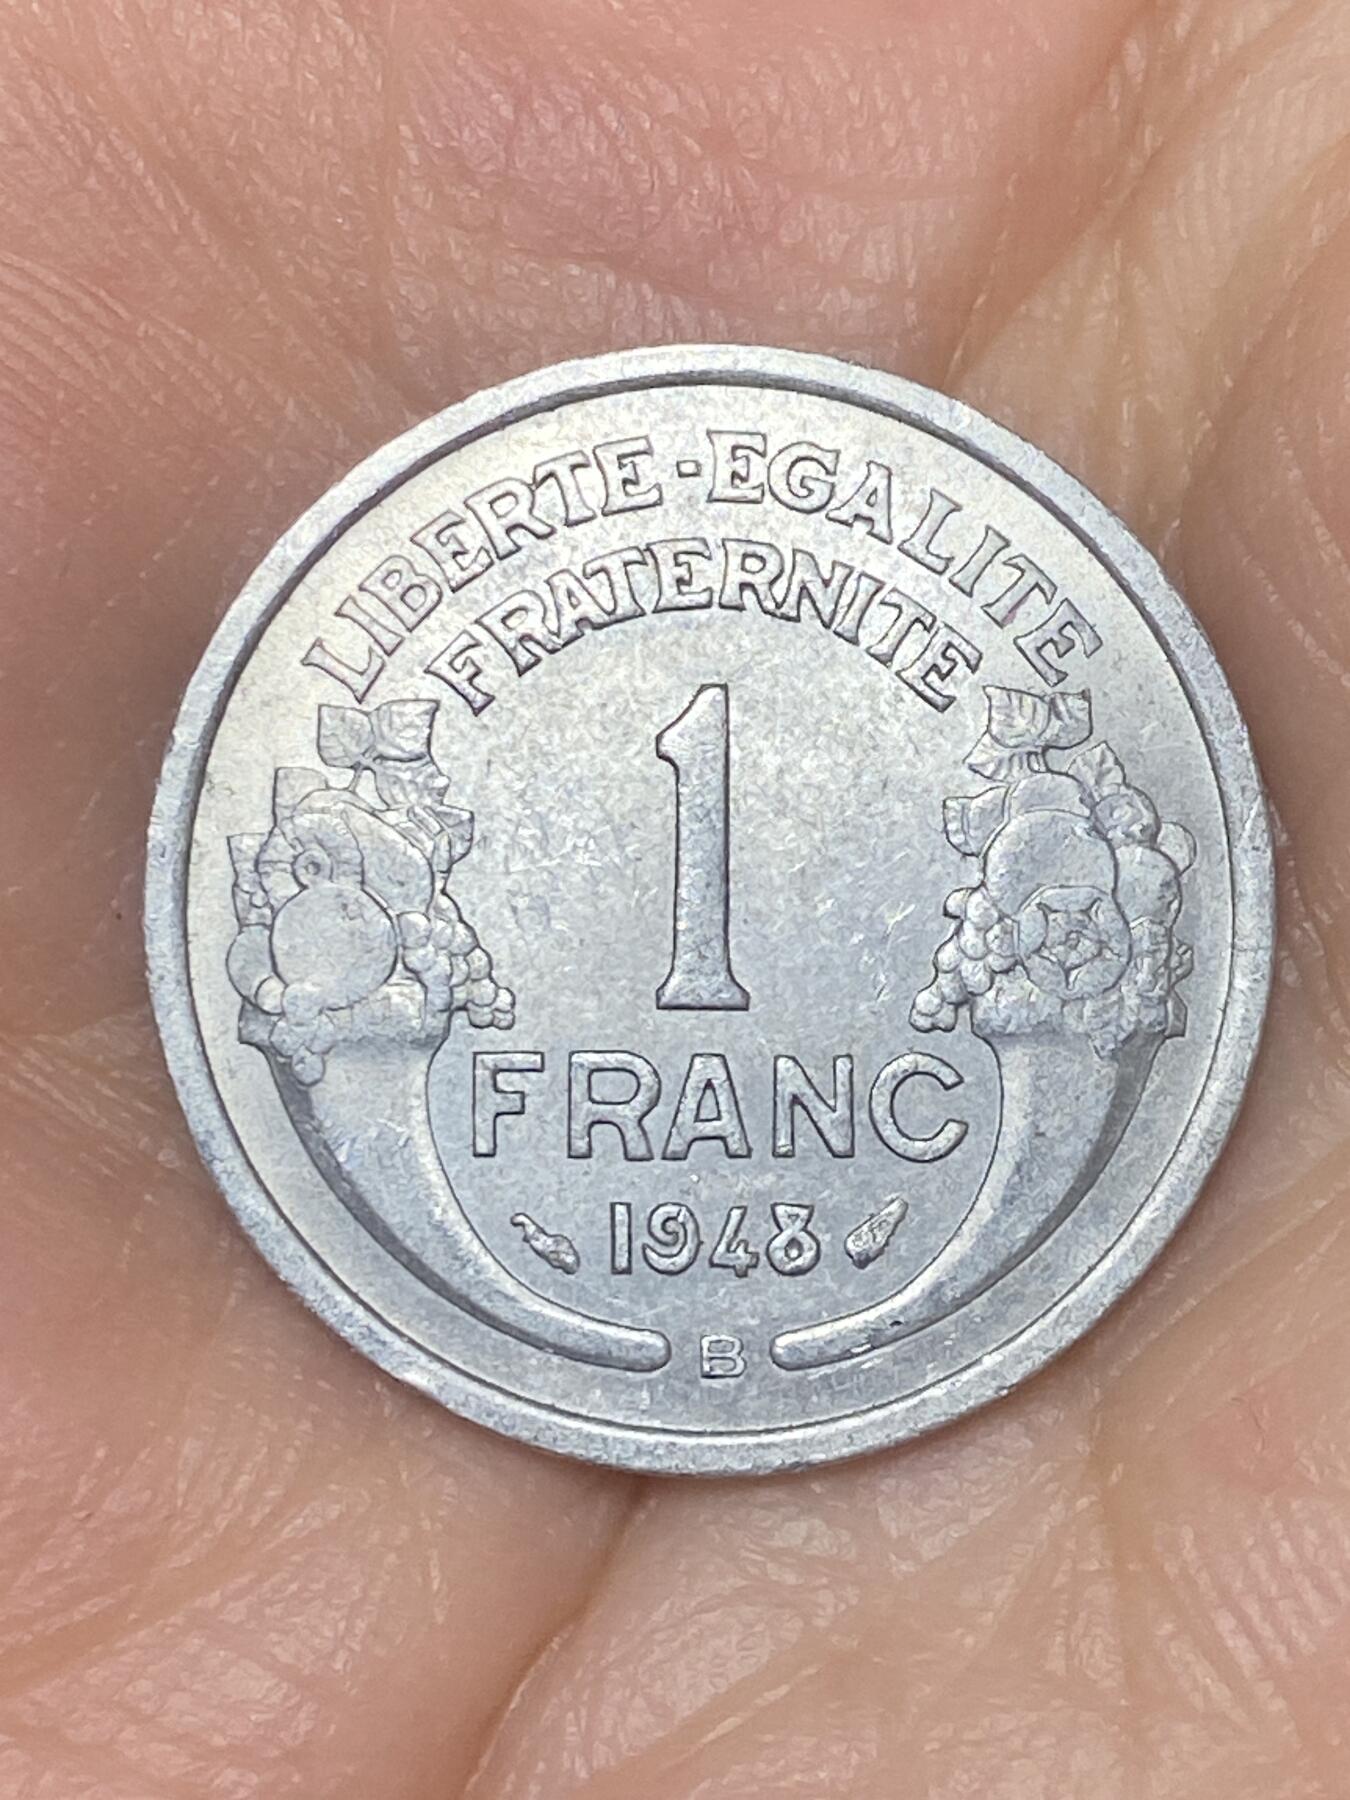 LIBERTE-EGALITE
FRATERNITE
1
FRANC
1948
B